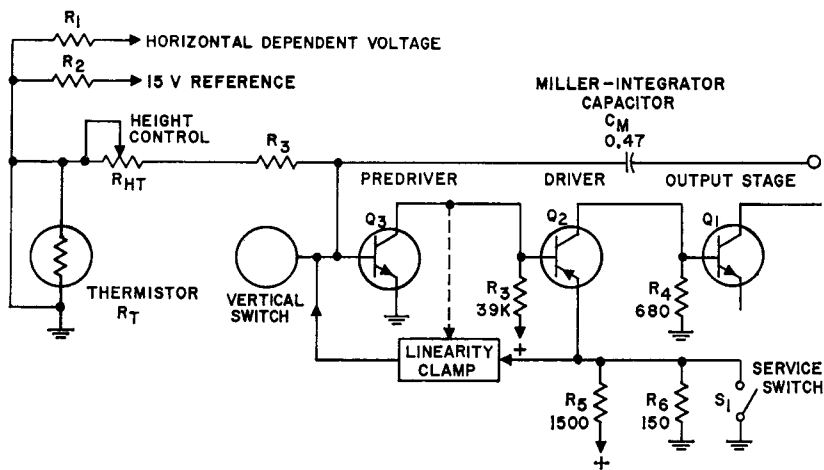 R1
HORIZONTAL DEPENDENT VOLTAGE
R2
15 V REFERENCE
HEIGHT
CONTROL
RHT
R3
MILLER-INTEGRATOR
CAPACITOR
CM
0.47
PREDRIVER
DRIVER
OUTPUT STAGE
Q3
Q2
Q1
VERTICAL
SWITCH
THERMISTOR
RT
R3
39K
+
R4
680
LINEARITY
CLAMP
R5
1500
+
R6
150
S1
SERVICE
SWITCH